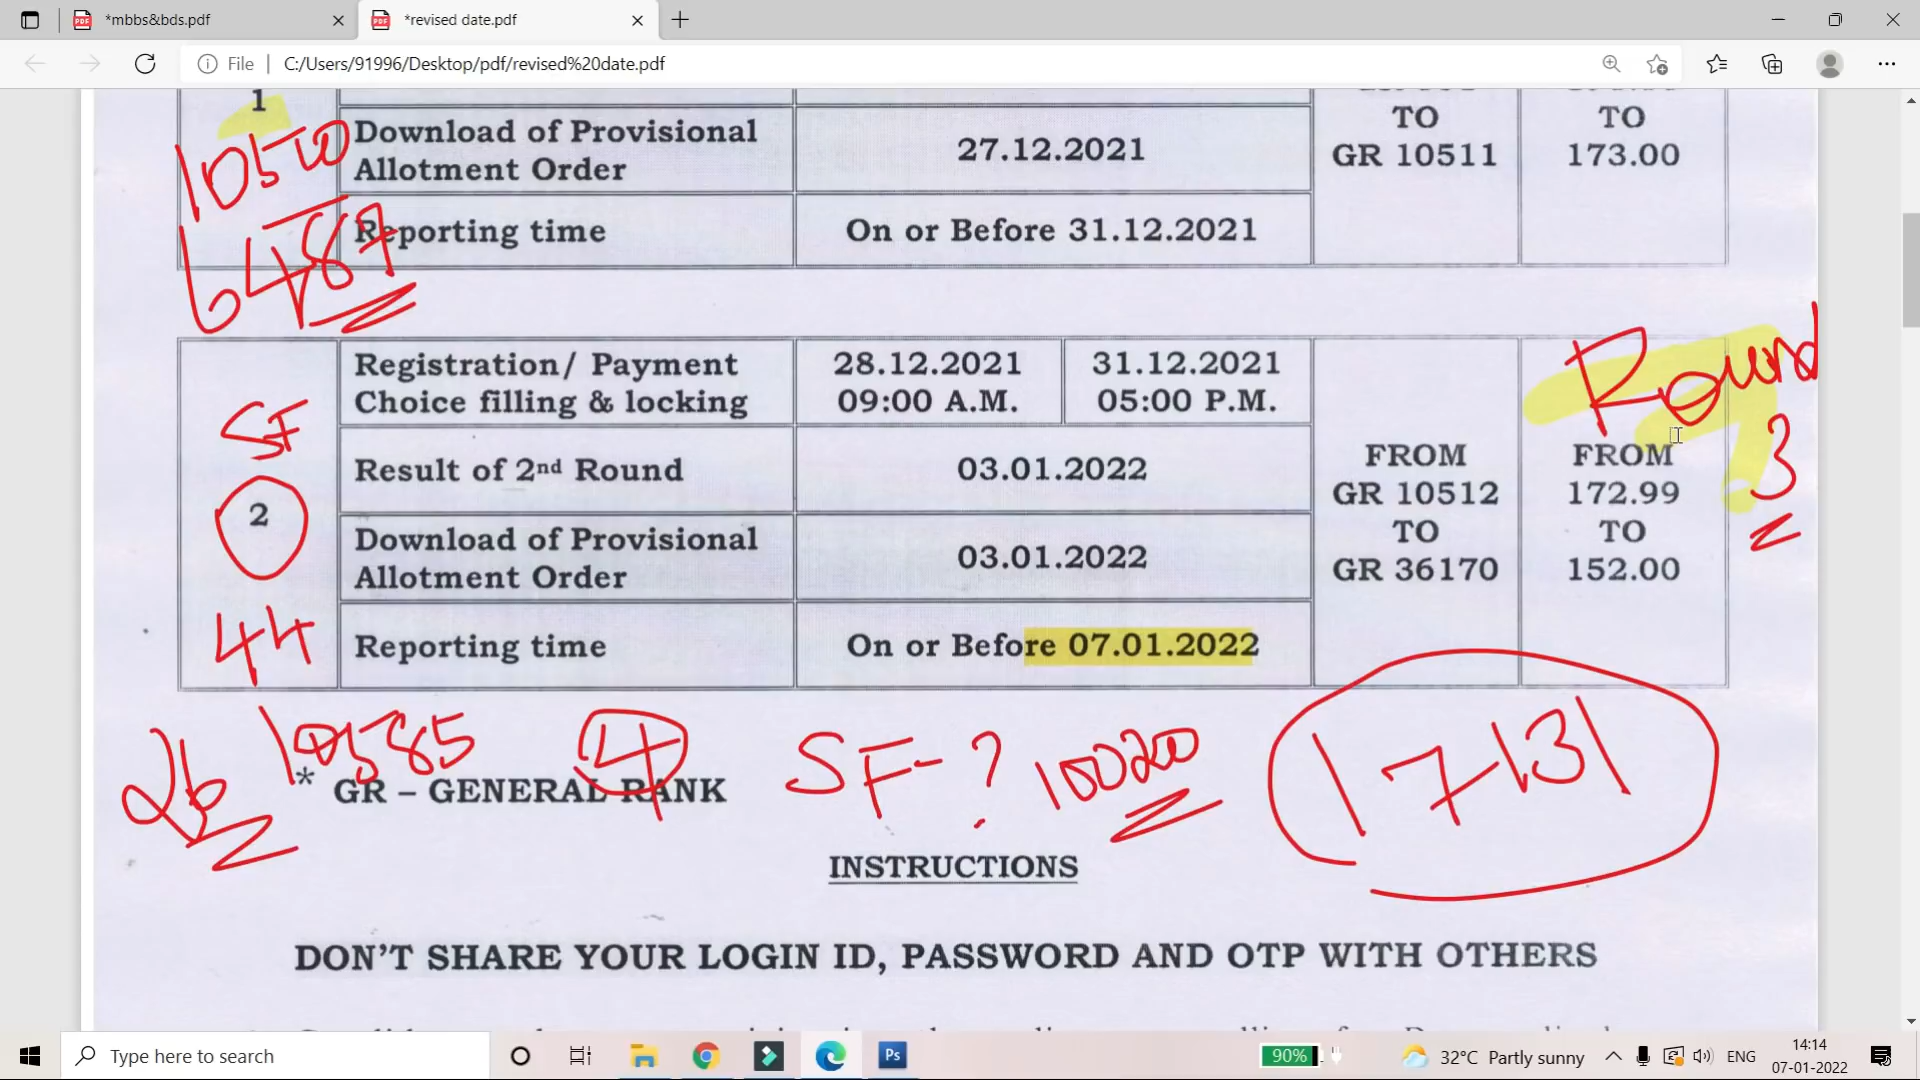 *mbbs&bds.pdf
*revised date.pdf
File
C:/Users/91996/Desktop/pdf/revised%20date.pdf
1
TO
TO
Download of Provisional Allotment Order
27.12.2021
GR 10511
173.00
10510
6487
Reporting time
On or Before 31.12.2021
Registration/ Payment
Choice filling & locking
28.12.2021
09:00 A.M.
31.12.2021
05:00 P.M.
Round
3
SF
2
44
Result of 2nd Round
03.01.2022
FROM
GR 10512
TO
GR 36170
FROM
172.99
TO
152.00
Download of Provisional
Allotment Order
03.01.2022
Reporting time
On or Before 07.01.2022
26
10585
4
SF - ?
10020
17131
* GR – GENERAL RANK
INSTRUCTIONS
DON'T SHARE YOUR LOGIN ID, PASSWORD AND OTP WITH OTHERS
Type here to search
Ps
90%
32°C Partly sunny
ENG
14:14
07-01-2022